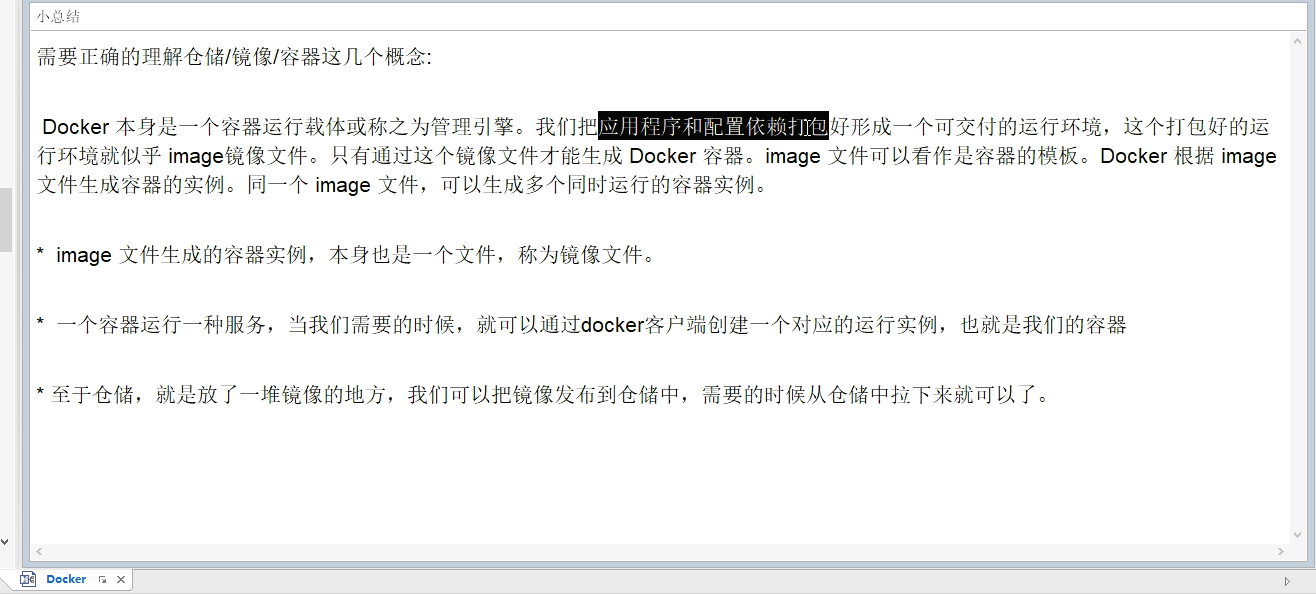 小总结
需要正确的理解仓储/镜像/容器这几个概念:
Docker 本身是一个容器运行载体或称之为管理引擎。我们把应用程序和配置依赖打包好形成一个可交付的运行环境，这个打包好的运
行环境就似乎 image镜像文件。只有通过这个镜像文件才能生成 Docker 容器。image 文件可以看作是容器的模板。Docker 根据 image
文件生成容器的实例。同一个 image 文件，可以生成多个同时运行的容器实例。
* image 文件生成的容器实例，本身也是一个文件，称为镜像文件。
* 一个容器运行一种服务，当我们需要的时候，就可以通过docker客户端创建一个对应的运行实例，也就是我们的容器
* 至于仓储，就是放了一堆镜像的地方，我们可以把镜像发布到仓储中，需要的时候从仓储中拉下来就可以了。
Docker